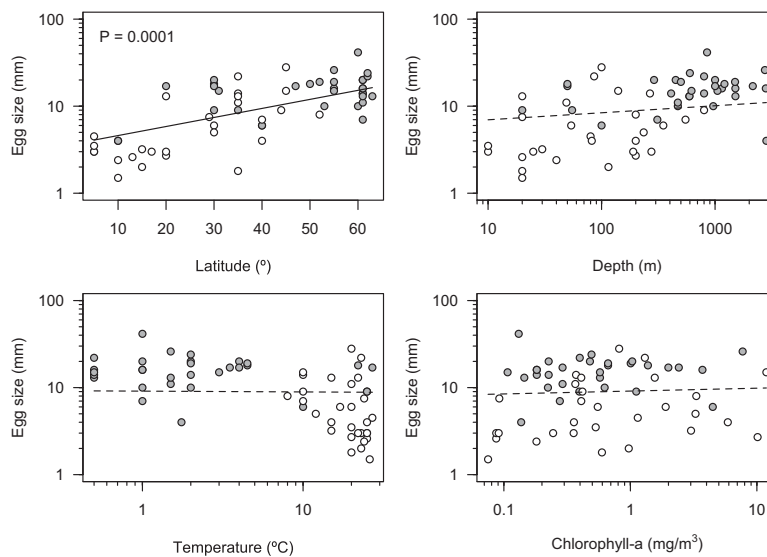 100
10
1
Egg size (mm)
P = 0.0001
10 20 30 40 50 60
Latitude (º)
100
10
1
Egg size (mm)
10 100 1000
Depth (m)
100
10
1
Egg size (mm)
1 10
Temperature (ºC)
100
10
1
Egg size (mm)
0.1 1 10
Chlorophyll-a (mg/m³)